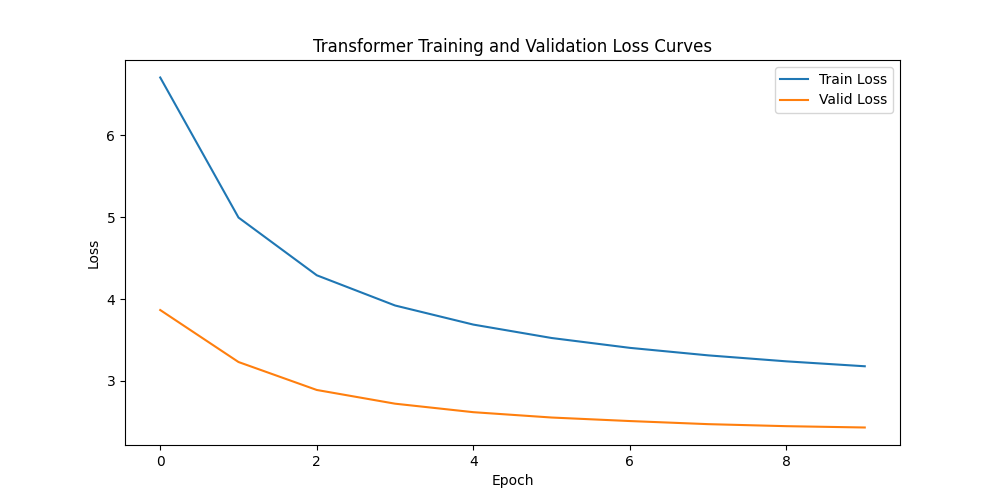 Transformer Training and Validation Loss Curves
Train Loss
Valid Loss
6
5
4
3
Loss
0 2 4 6 8
Epoch